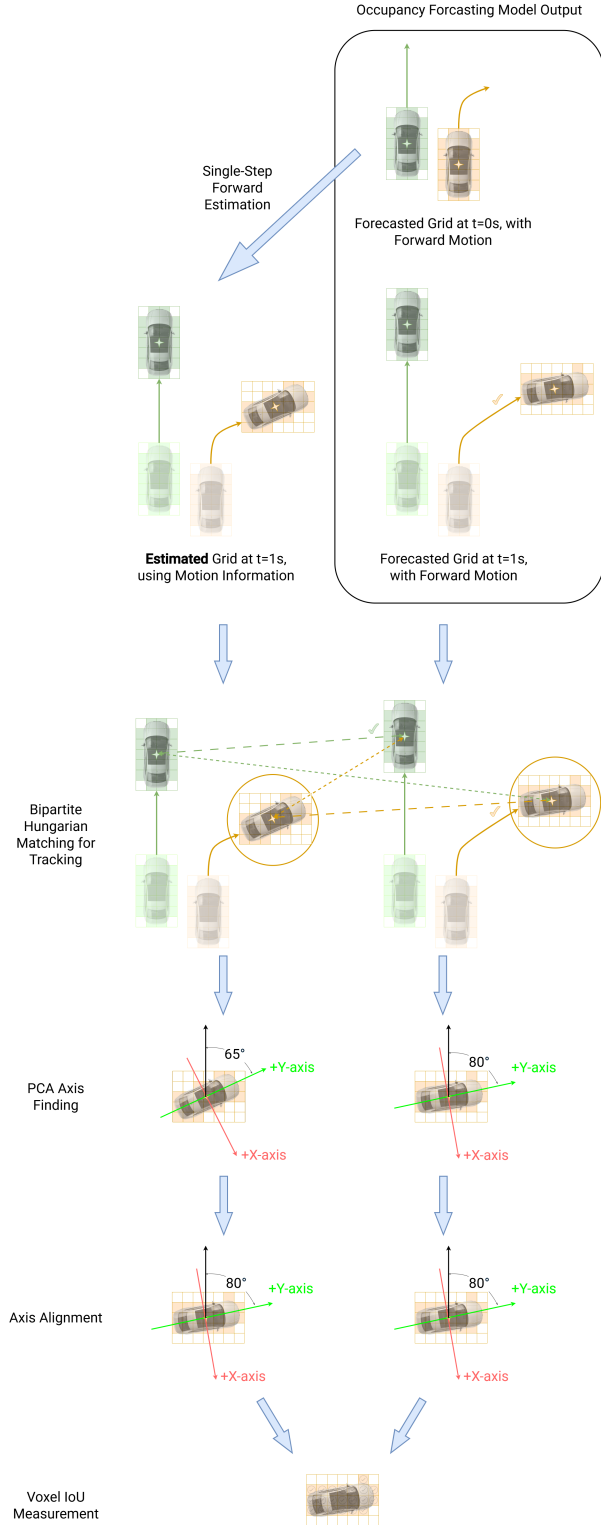 Occupancy Forcasting Model Output
Single-Step
Forward
Estimation
Forecasted Grid at t=0s, with
Forward Motion
Estimated Grid at t=1s,
using Motion Information
Forecasted Grid at t=1s,
with Forward Motion
Bipartite
Hungarian
Matching for
Tracking
PCA Axis
Finding
65°
+Y-axis
+X-axis
80°
+Y-axis
+X-axis
Axis Alignment
80°
+Y-axis
+X-axis
80°
+Y-axis
+X-axis
Voxel IoU
Measurement